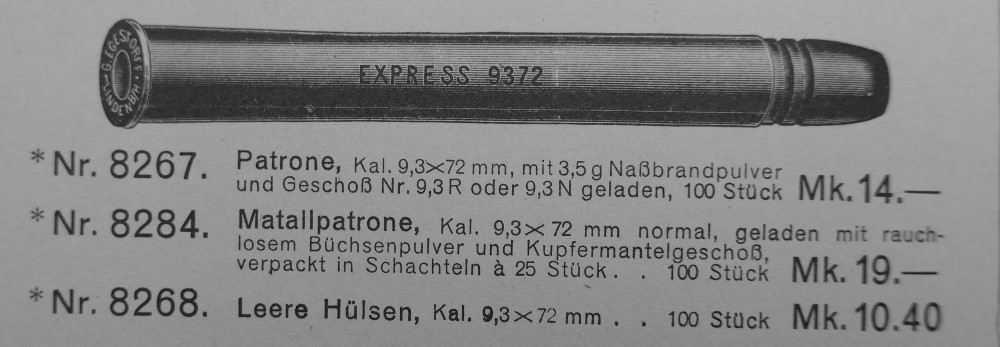 G. EGESTORFF · LINDEN B/H.
EXPRESS 9372
*Nr. 8267. Patrone, Kal. 9,3×72 mm, mit 3,5 g Naßbrandpulver
und Geschoß Nr. 9,3 R oder 9,3 N geladen, 100 Stück Mk. 14.—
*Nr. 8284. Matallpatrone, Kal. 9,3×72 mm normal, geladen mit rauch-
losem Büchsenpulver und Kupfermantelgeschoß,
verpackt in Schachteln à 25 Stück. . 100 Stück Mk. 19.—
*Nr. 8268. Leere Hülsen, Kal. 9,3×72 mm . . 100 Stück Mk. 10.40